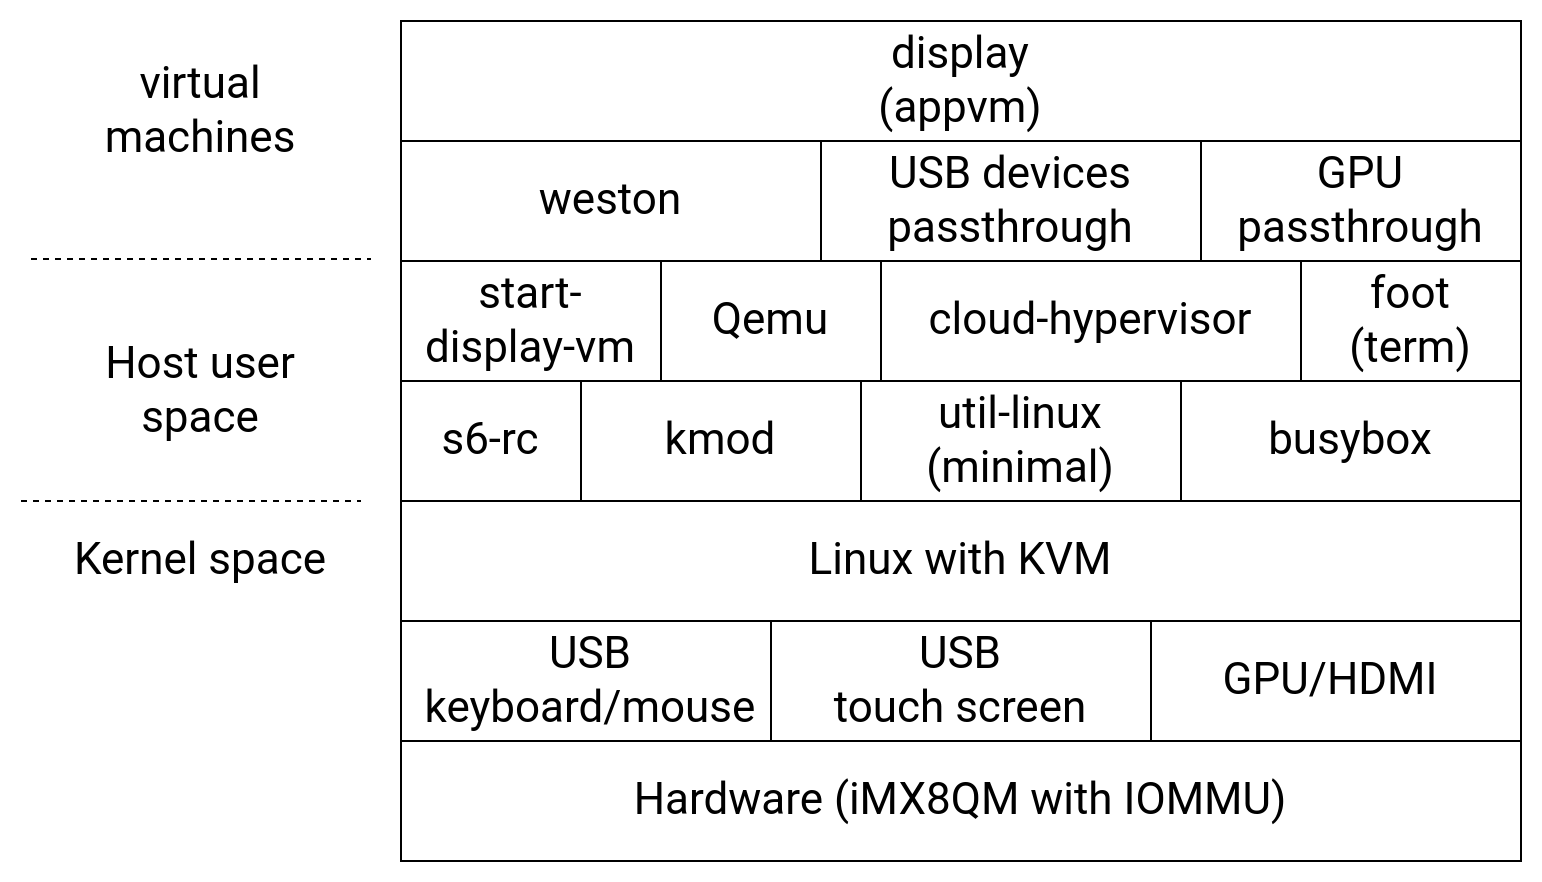 virtual
machines
display
(appvm)
weston
USB devices
passthrough
GPU
passthrough
Host user
space
start-
display-vm
Qemu
cloud-hypervisor
foot
(term)
s6-rc
kmod
util-linux
(minimal)
busybox
Kernel space
Linux with KVM
USB
keyboard/mouse
USB
touch screen
GPU/HDMI
Hardware (iMX8QM with IOMMU)